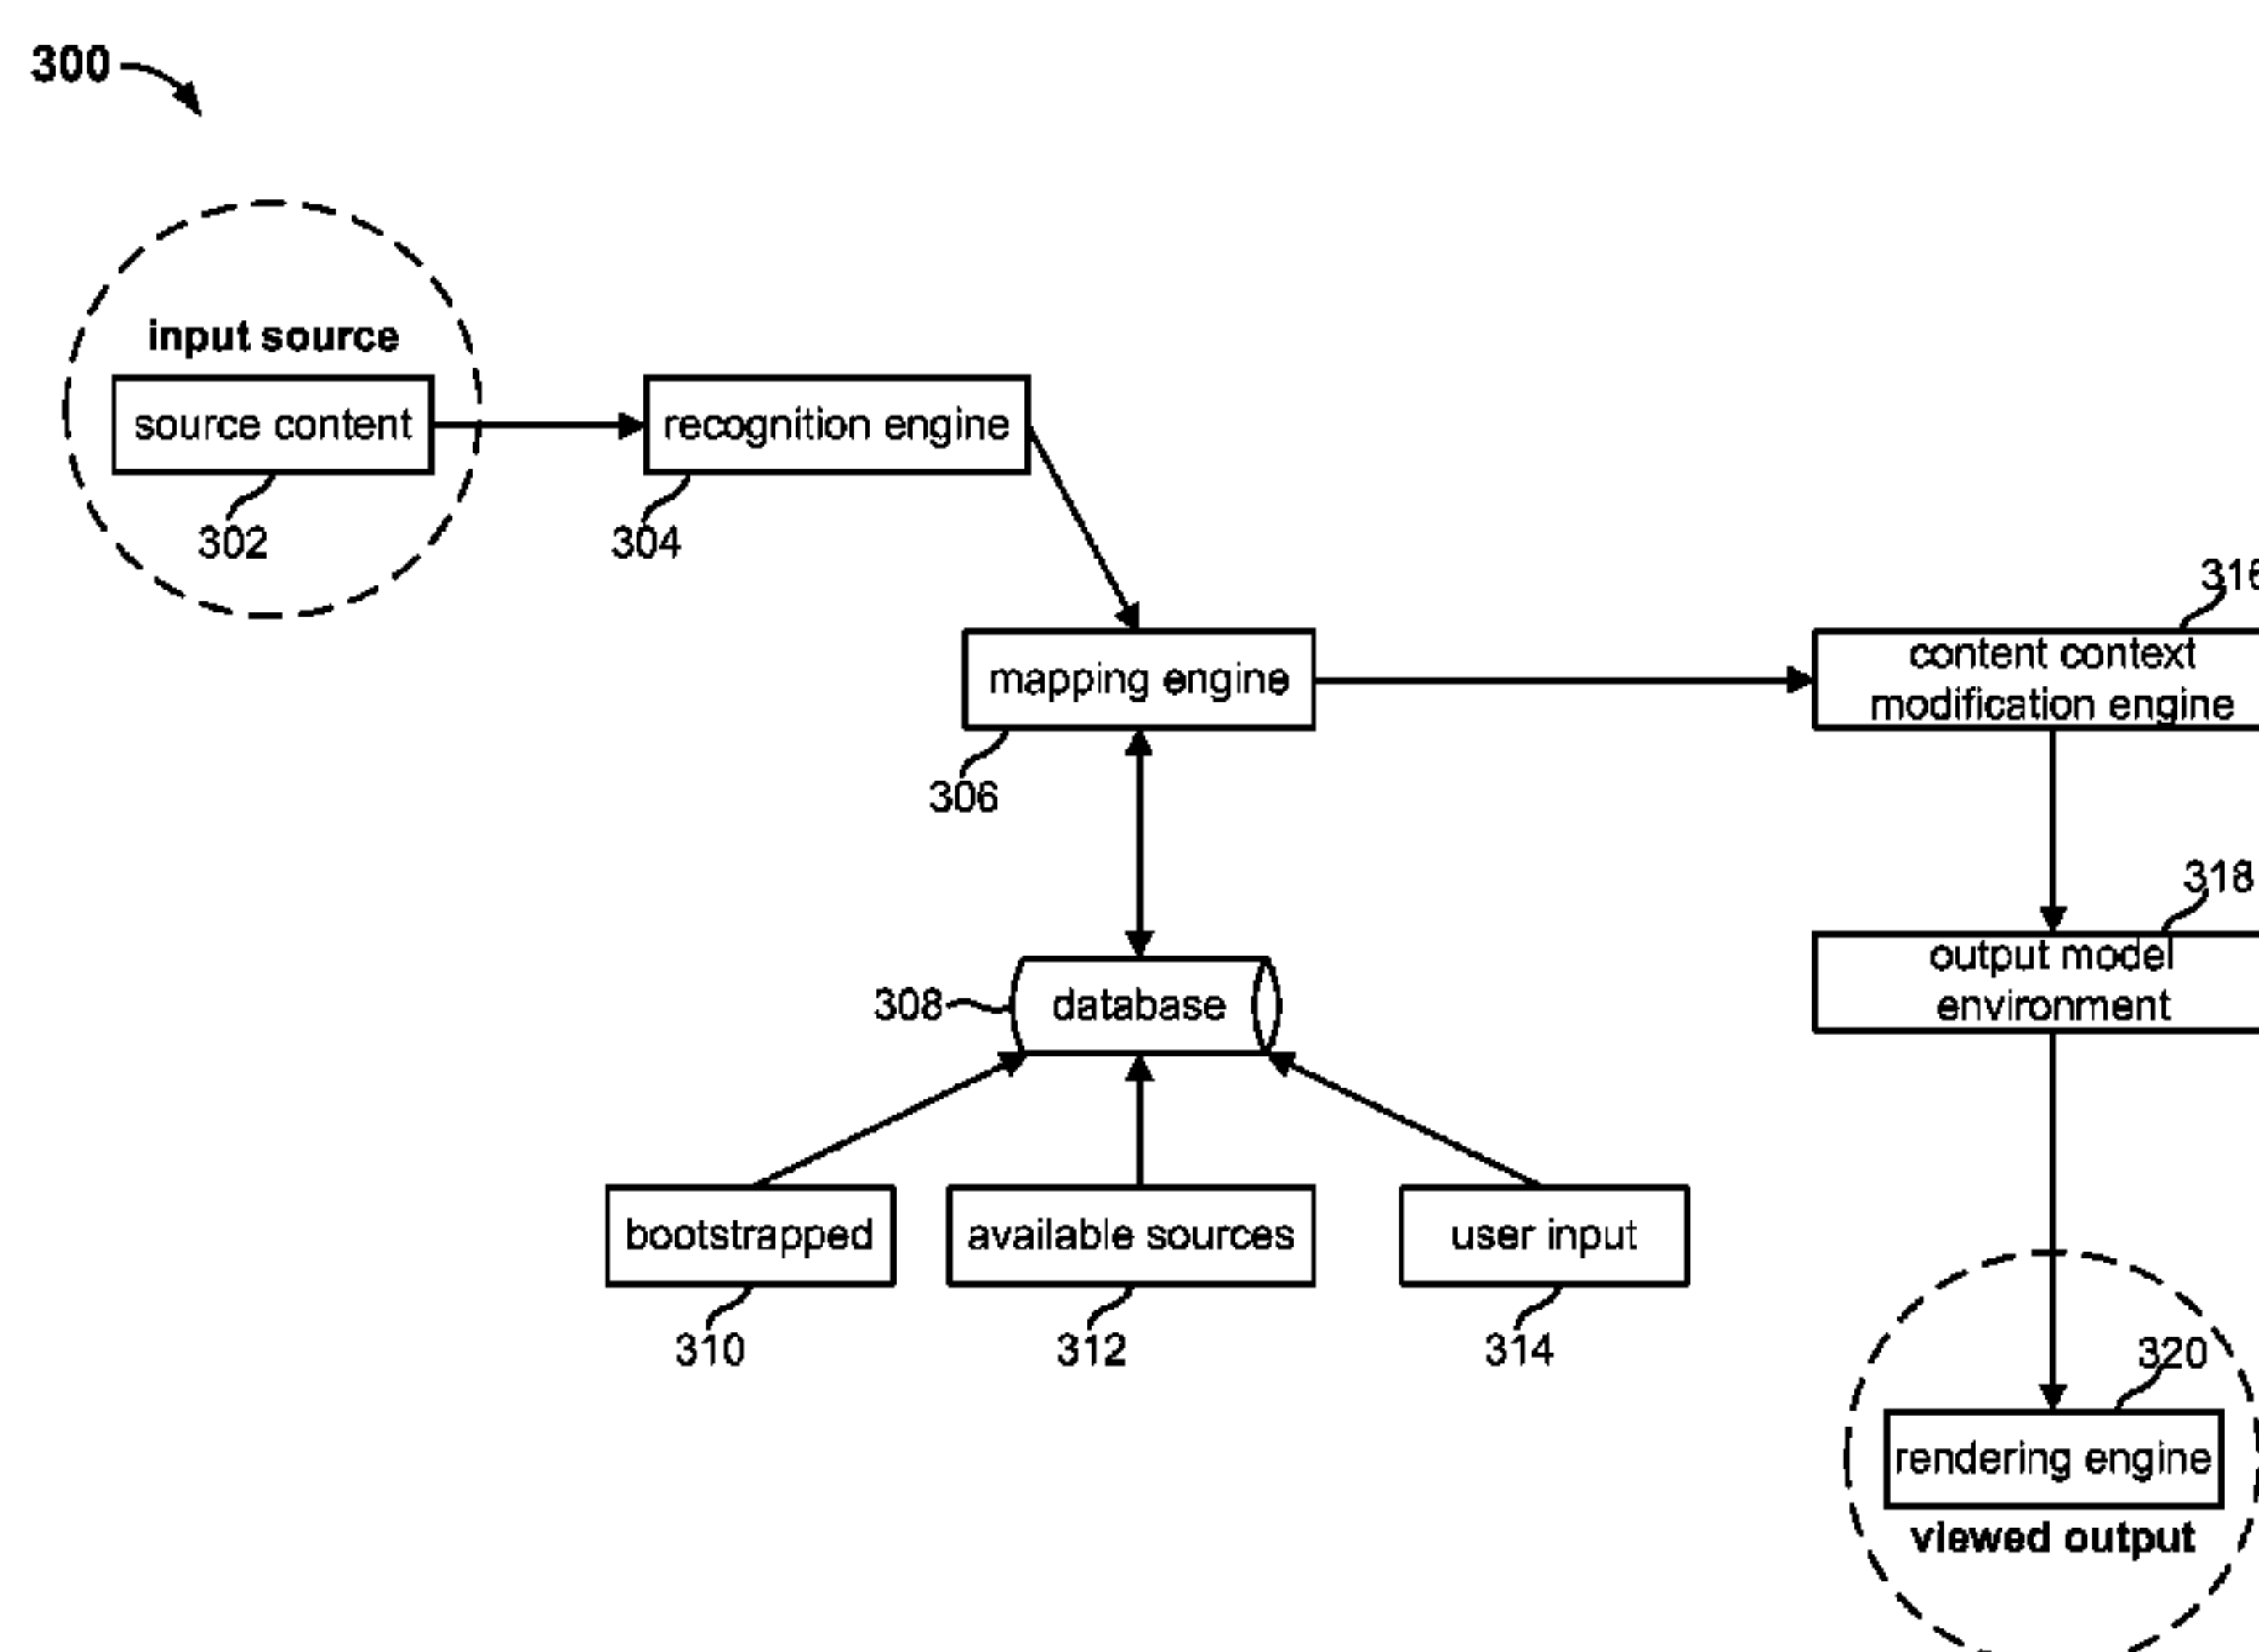 300
input source
source content
302
recognition engine
304
mapping engine
306
316
content context
modification engine
318
output model
environment
308
database
bootstrapped
310
available sources
312
user input
314
320
rendering engine
viewed output